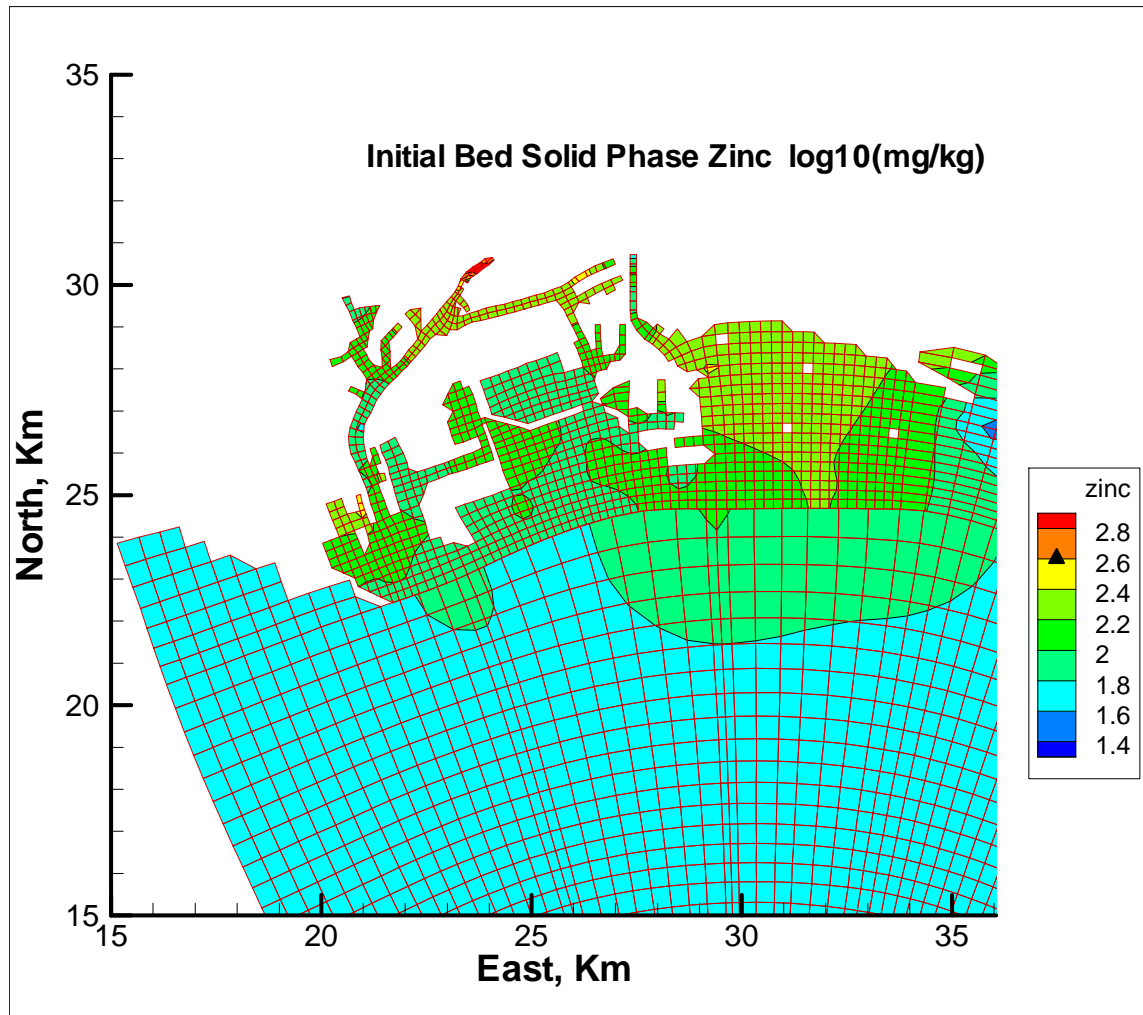 Initial Bed Solid Phase Zinc log10(mg/kg)
North, Km
35
30
25
20
15
15 20 25 30 35
East, Km
zinc
2.8
2.6
2.4
2.2
2
1.8
1.6
1.4